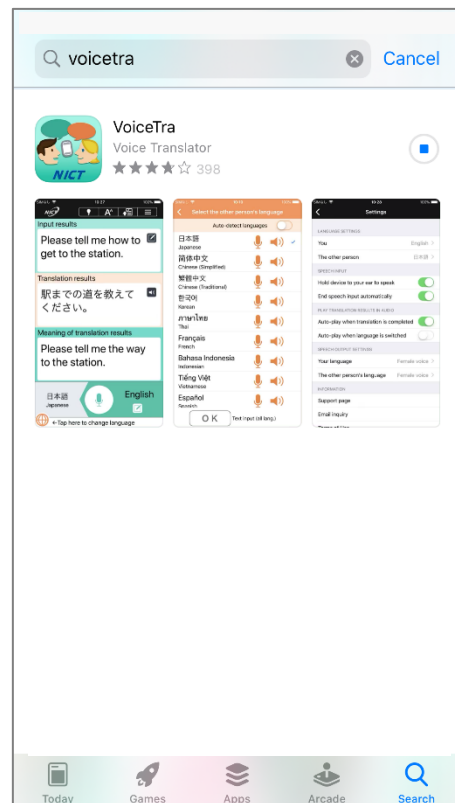 voicetra
Cancel
VoiceTra
Voice Translator
398
NICT
NICT
15:37
100%
A
Input results
Please tell me how to
get to the station.
Translation results
駅までの道を教えて
ください。
Meaning of translation results
Please tell me the way
to the station.
日本語
Japanese
English
←Tap here to change language
Select the other person's language
Auto-detect languages
日本語
Japanese
简体中文
Chinese (Simplified)
繁體中文
Chinese (Traditional)
한국어
Korean
ภาษาไทย
Thai
Français
French
Bahasa Indonesia
Indonesian
Tiếng Việt
Vietnamese
Español
Spanish
OK
Text input (all lang.)
Settings
LANGUAGE SETTINGS
You
English
The other person
日本語
SPEECH INPUT
Hold device to your ear to speak
End speech input automatically
PLAY TRANSLATION RESULTS IN AUDIO
Auto-play when translation is completed
Auto-play when language is switched
SPEECH OUTPUT SETTINGS
Your language
Female voice
The other person's language
Female voice
INFORMATION
Support page
Email inquiry
Today
Games
Apps
Arcade
Search